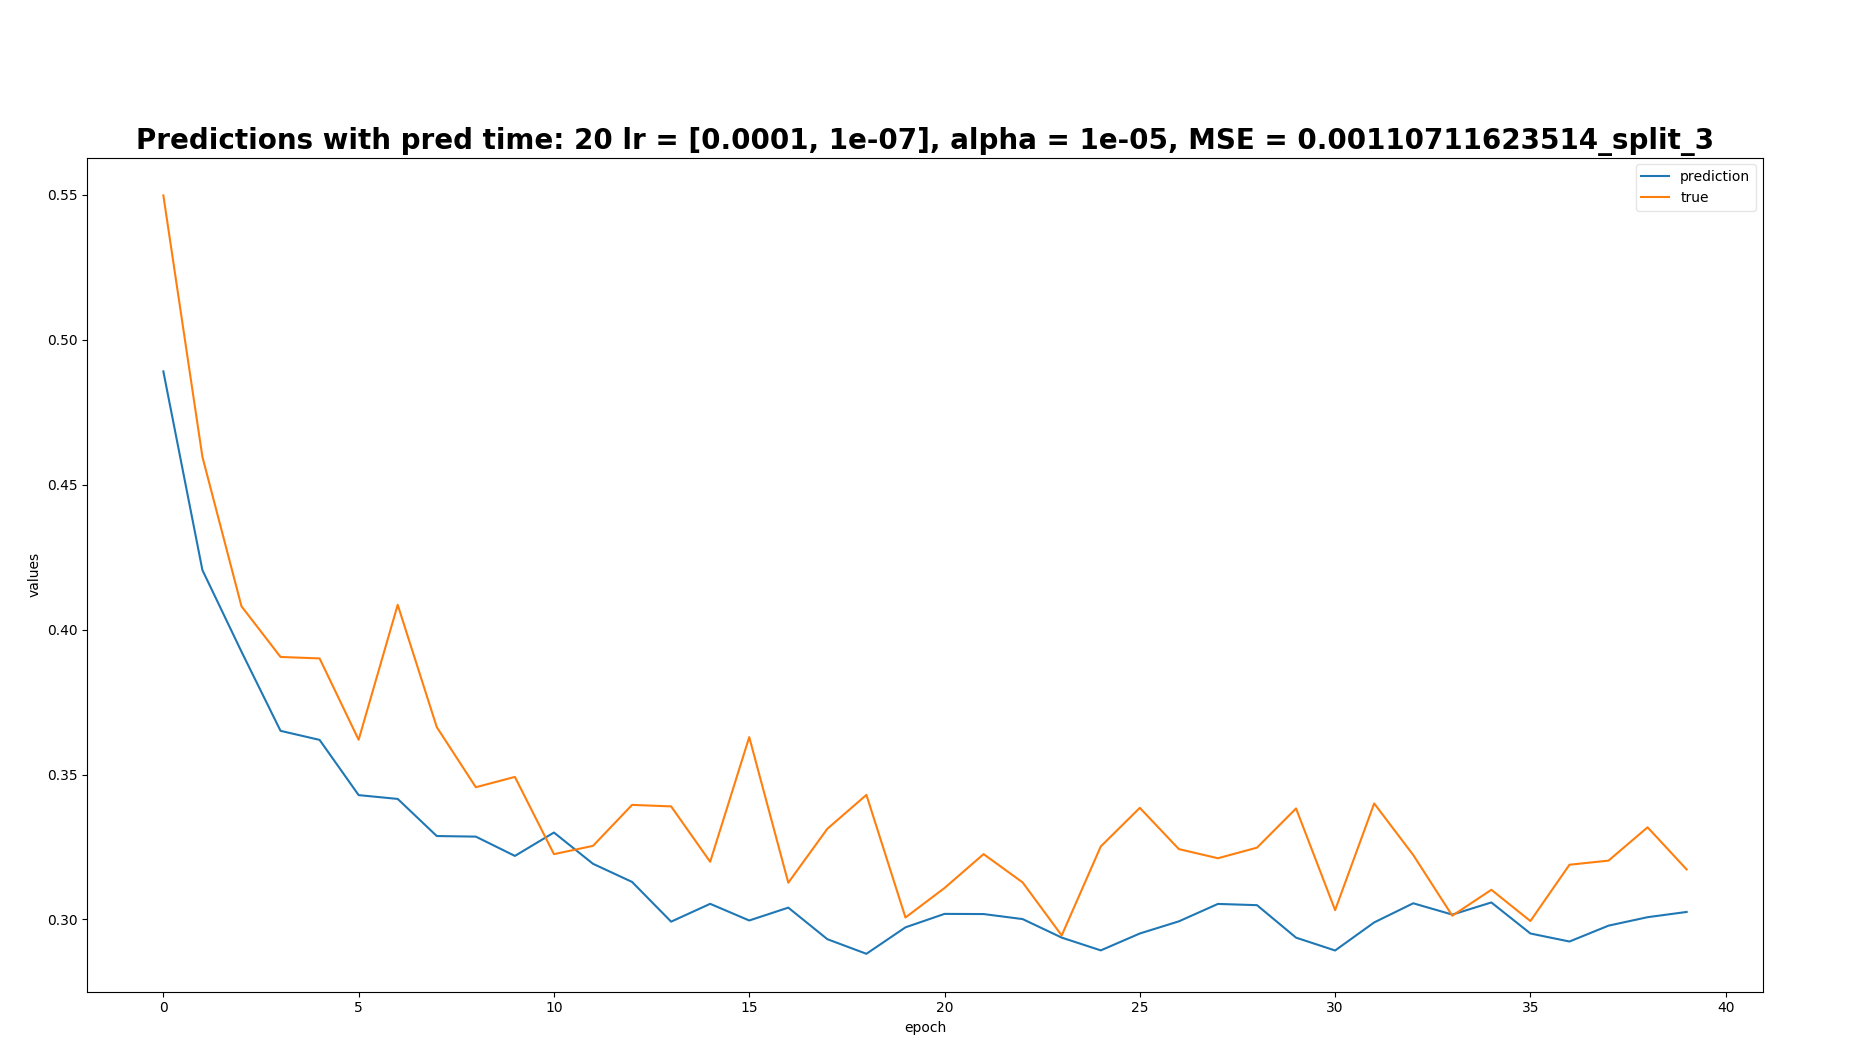 Predictions with pred time: 20 lr = [0.0001, 1e-07], alpha = 1e-05, MSE = 0.00110711623514_split_3
prediction
true
0.55
0.50
0.45
0.40
0.35
0.30
values
0 5 10 15 20 25 30 35 40
epoch